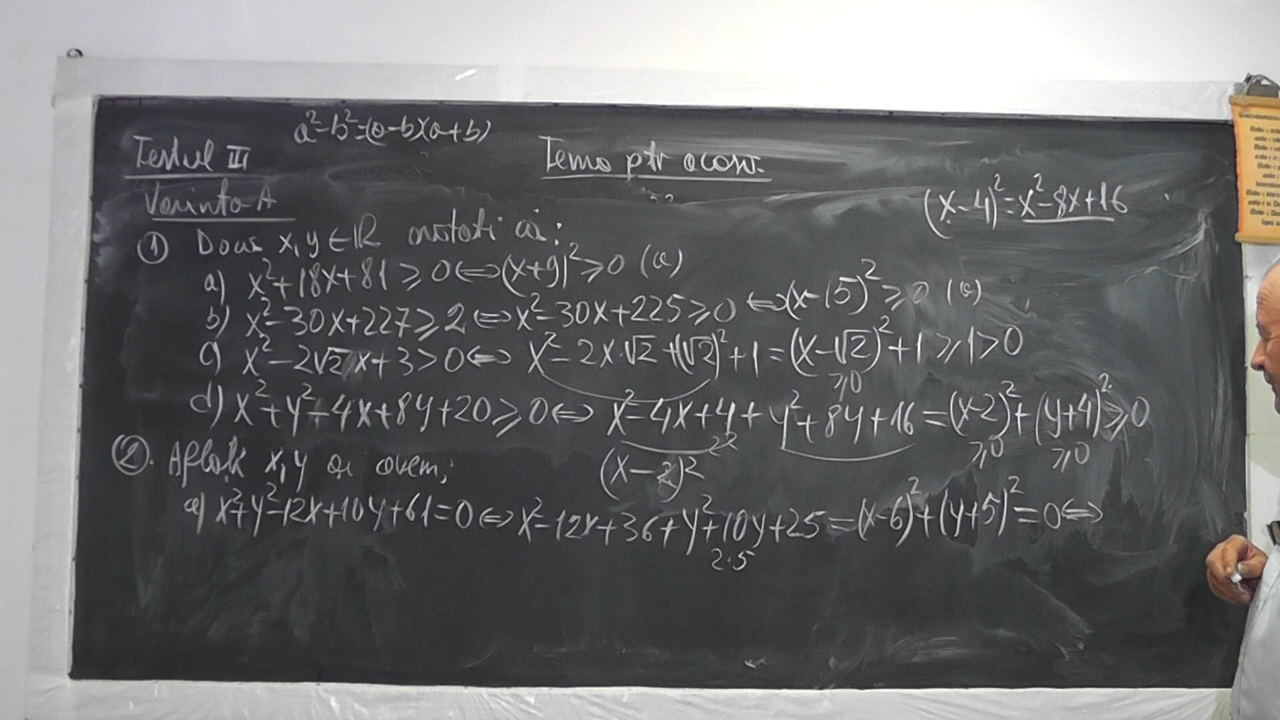 a²-b²=(a-b)(a+b)
Testul III
Tema ptr acasă.
Varinta A
(x-4)²=x²-8x+16
① Dacă x,y ∈ ℝ arătati că:
a) x²+18x+81 ≥ 0 ⇔ (x+9)² ≥ 0 (a)
b) x²-30x+227 ≥ 2 ⇔ x²-30x+225 ≥ 0 ⇔ (x-15)² ≥ 0 (a)
c) x²-2√2 x+3>0 ⇔ x²-2x·√2+(√2)²+1=(x-√2)²+1 ≥ 1>0
≥0
d) x²+y²-4x+8y+20 ≥ 0 ⇔ x²-4x+4+y²+8y+16=(x-2)²+(y+4)² ≥ 0
(x-2)² ≥0 ≥0
②. Aflați x,y ai avem;
a) x²+y²-12x+10y+61=0 ⇔ x²-12x+36+y²+10y+25=(x-6)²+(y+5)²=0 ⇔
2·5